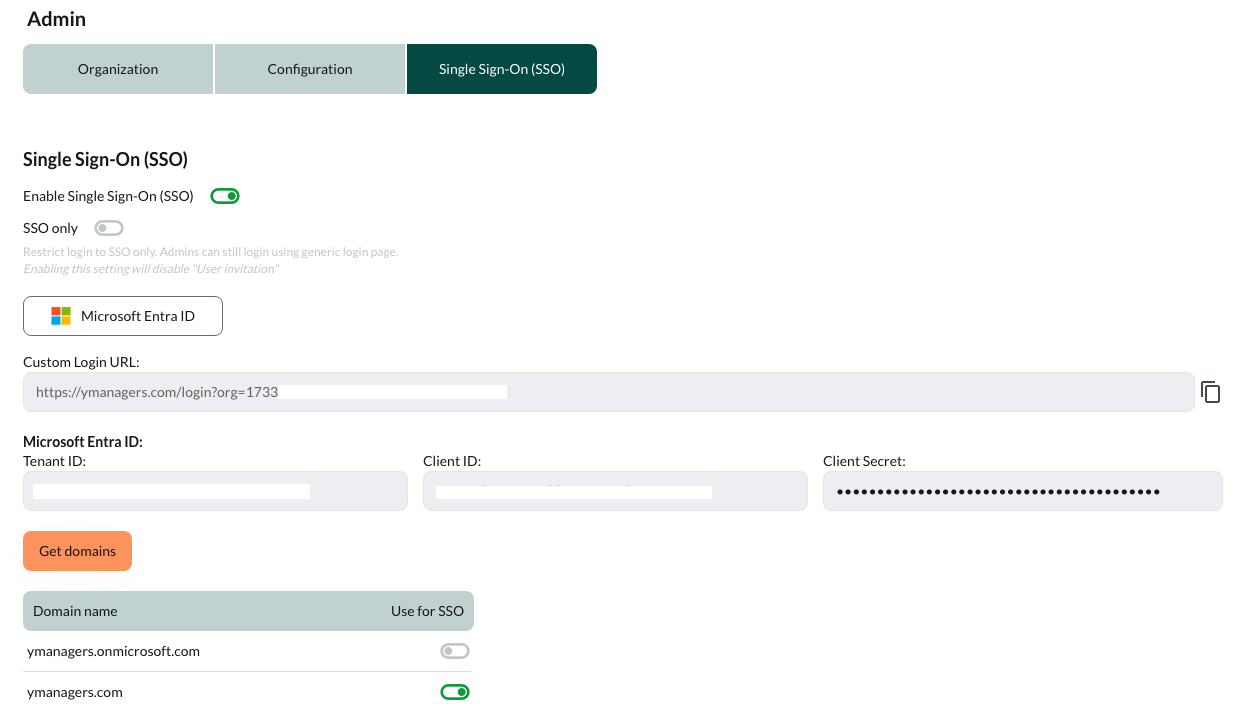 Admin
Organization Configuration Single Sign-On (SSO)
Single Sign-On (SSO)
Enable Single Sign-On (SSO)
SSO only
Restrict login to SSO only. Admins can still login using generic login page.
Enabling this setting will disable "User invitation"
Microsoft Entra ID
Custom Login URL:
https://ymanagers.com/login?org=1733
Microsoft Entra ID:
Tenant ID: Client ID: Client Secret:
••••••••••••••••••••••••••••••••••••••••
Get domains
Domain name Use for SSO
ymanagers.onmicrosoft.com
ymanagers.com